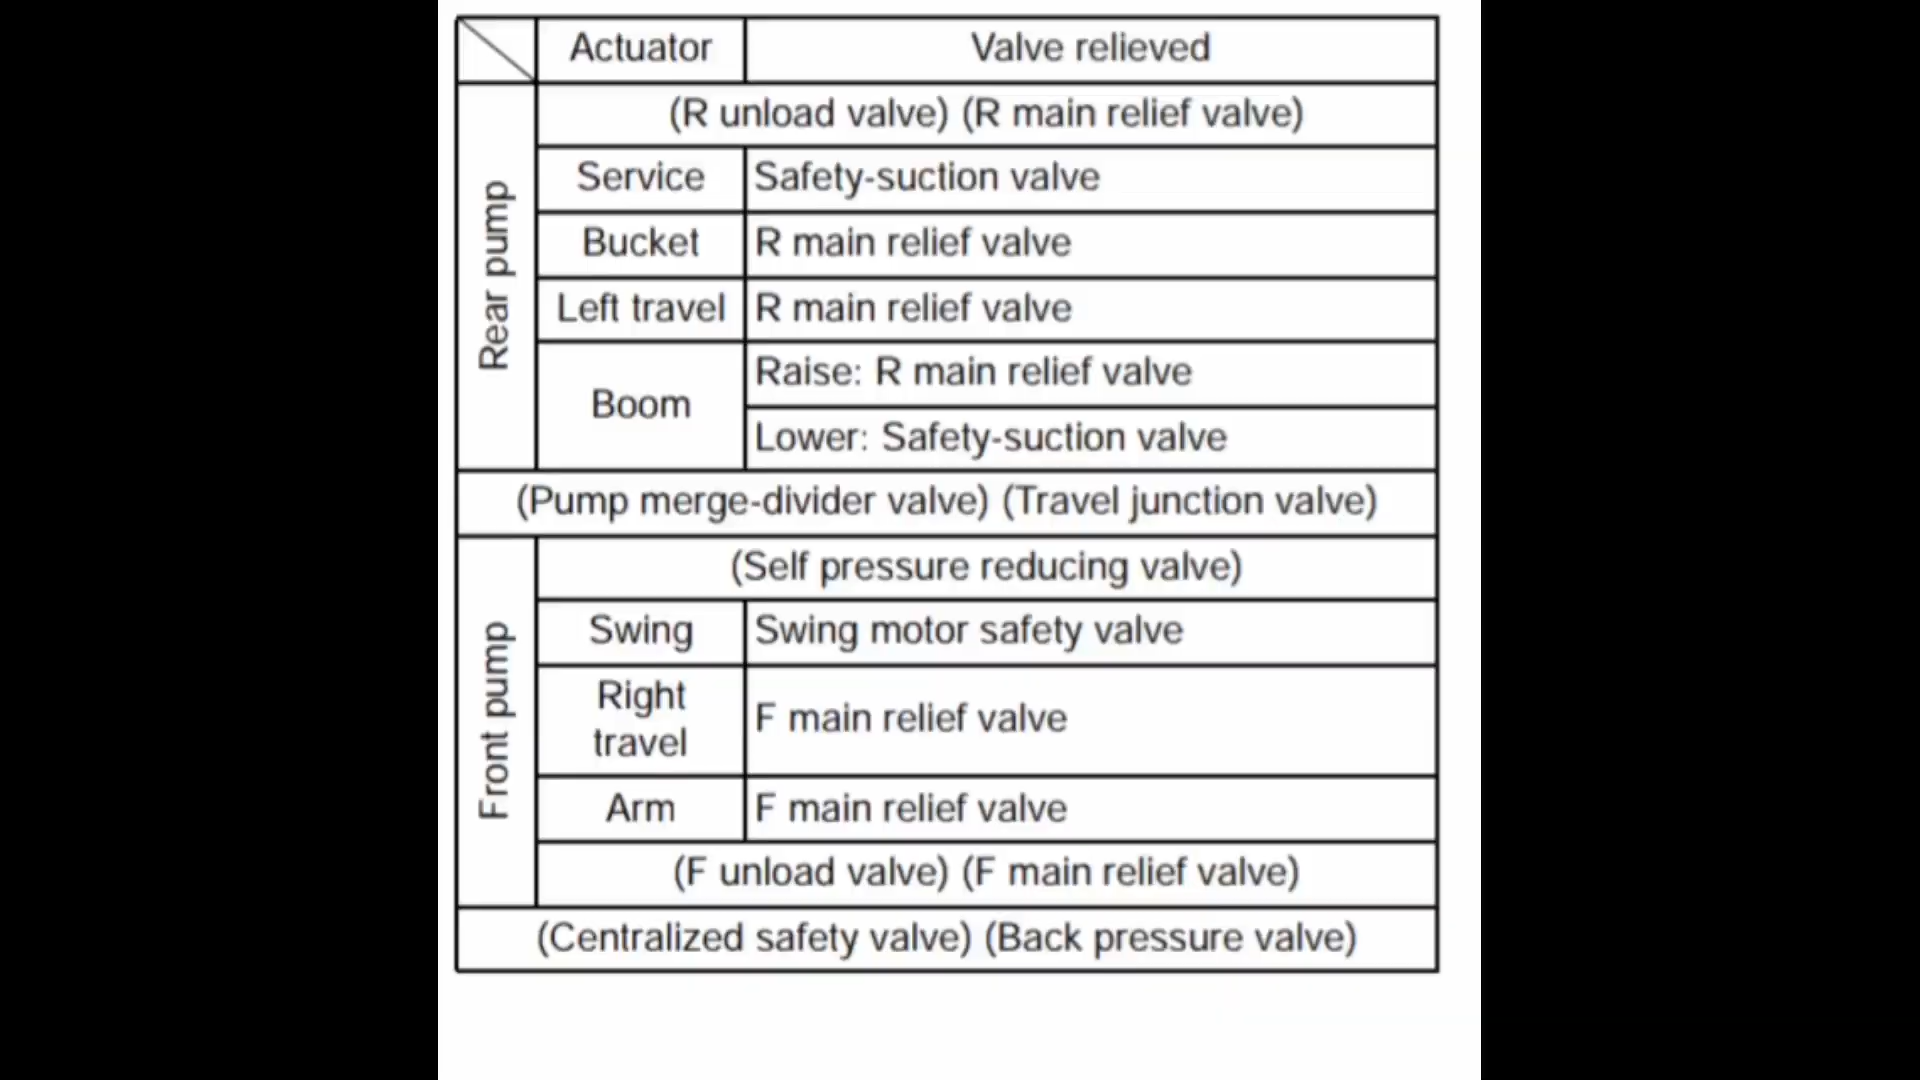 Actuator Valve relieved
Rear pump
(R unload valve) (R main relief valve)
Service Safety-suction valve
Bucket R main relief valve
Left travel R main relief valve
Boom
Raise: R main relief valve
Lower: Safety-suction valve
(Pump merge-divider valve) (Travel junction valve)
Front pump
(Self pressure reducing valve)
Swing Swing motor safety valve
Right
travel
F main relief valve
Arm F main relief valve
(F unload valve) (F main relief valve)
(Centralized safety valve) (Back pressure valve)